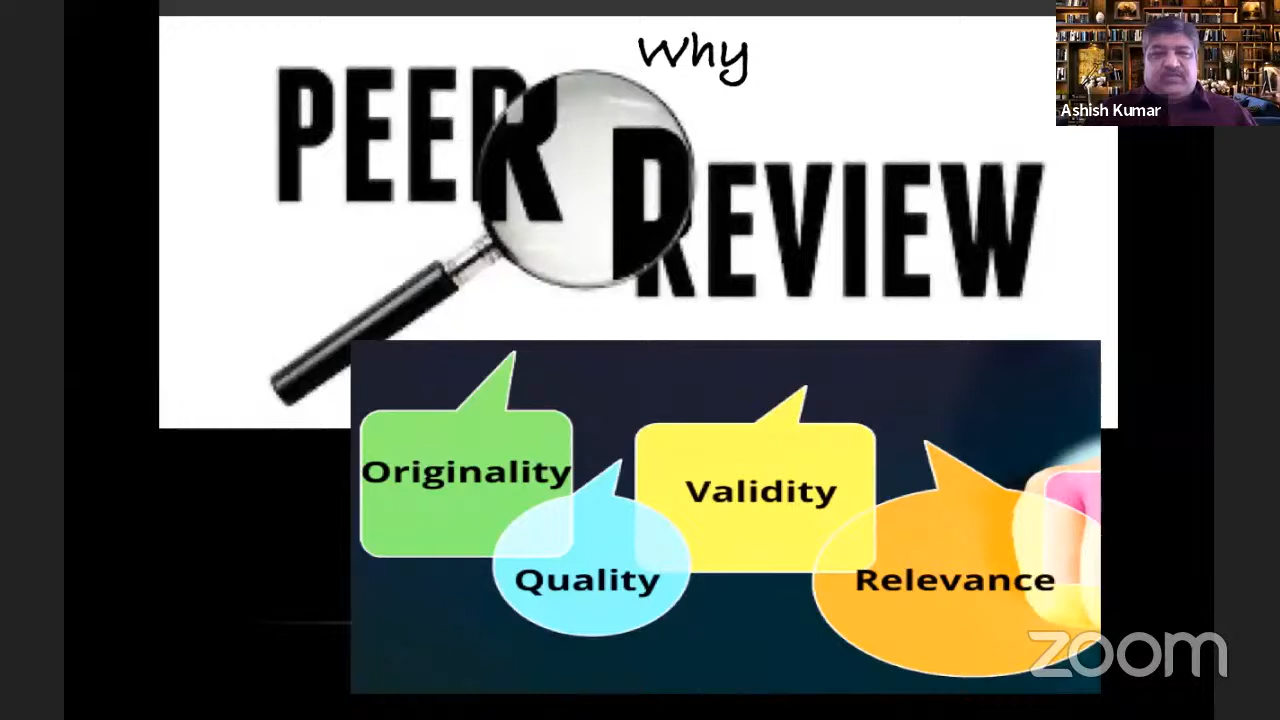 Why
PEER REVIEW
Ashish Kumar
Originality
Validity
Quality
Relevance
zoom